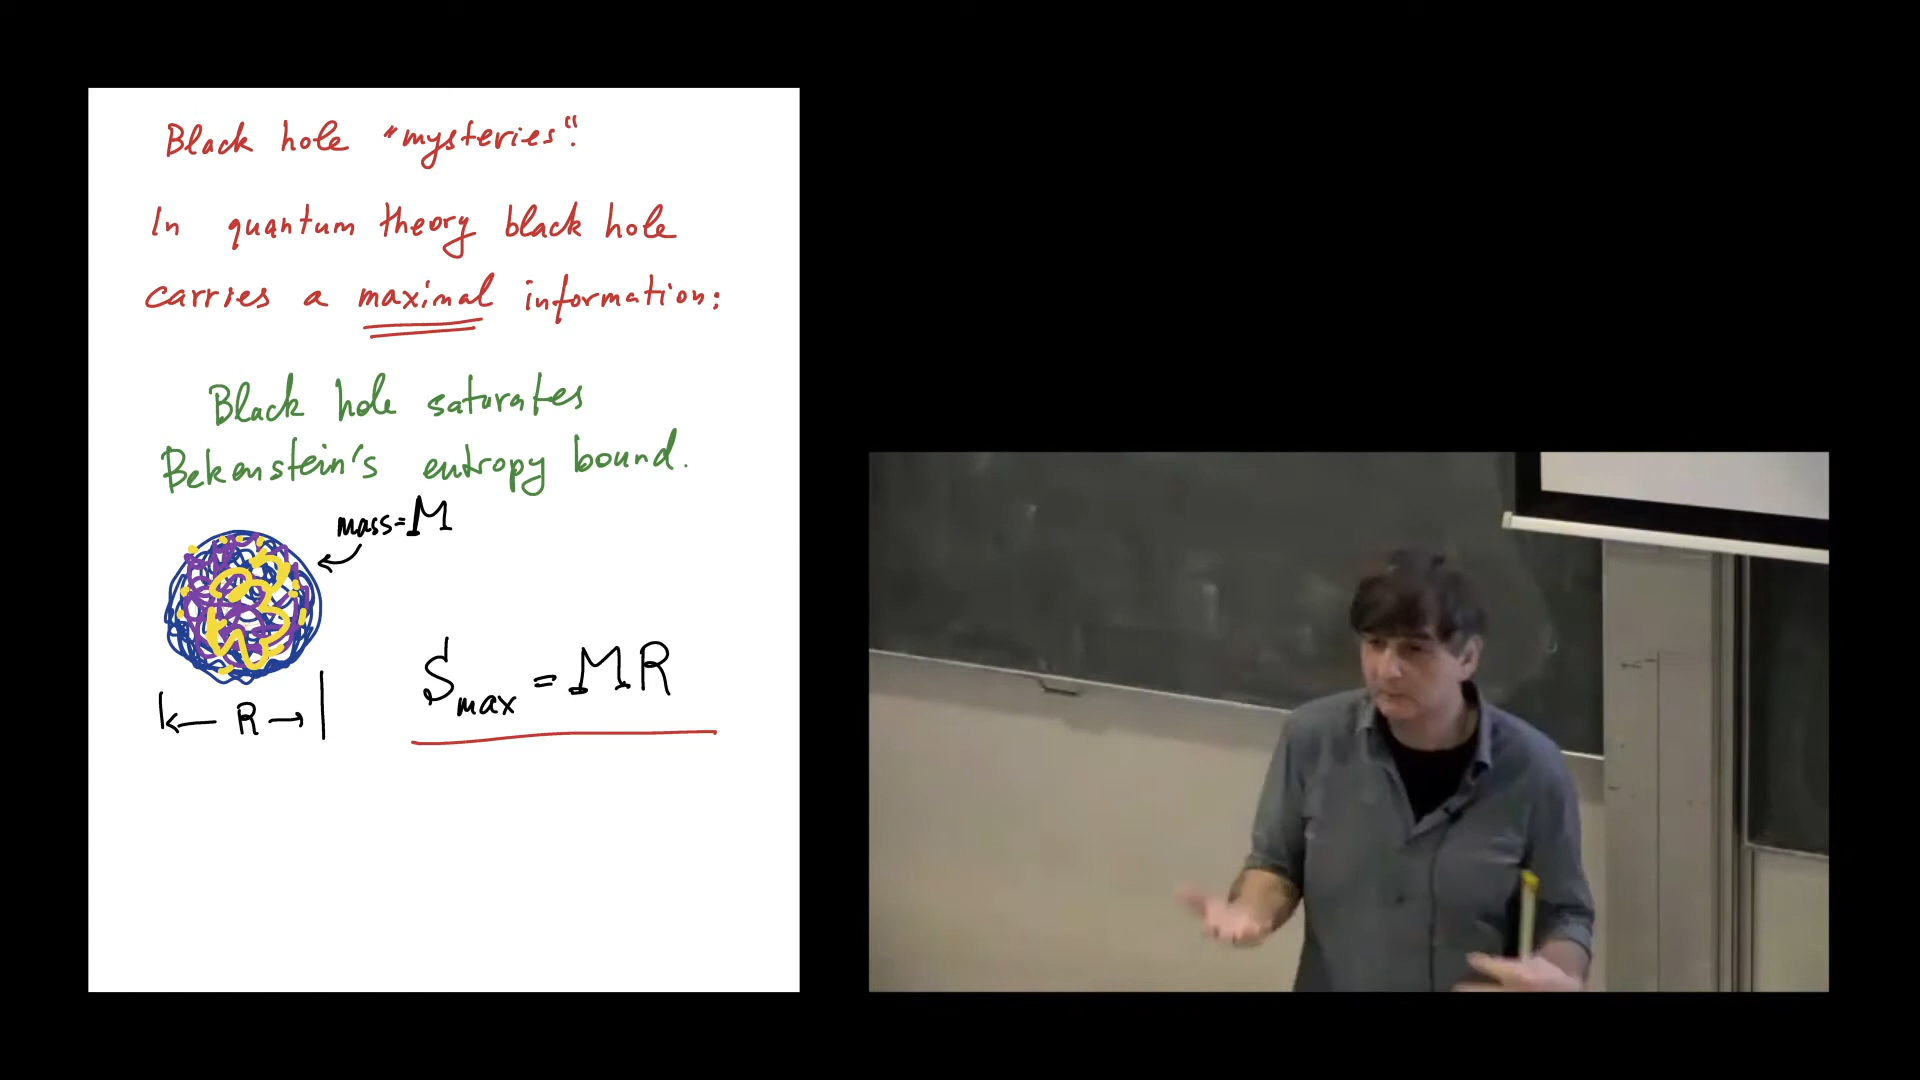 Black hole "mysteries":
In quantum theory black hole
carries a maximal information:
Black hole saturates
Bekenstein's entropy bound.
mass=M
S max = MR
R